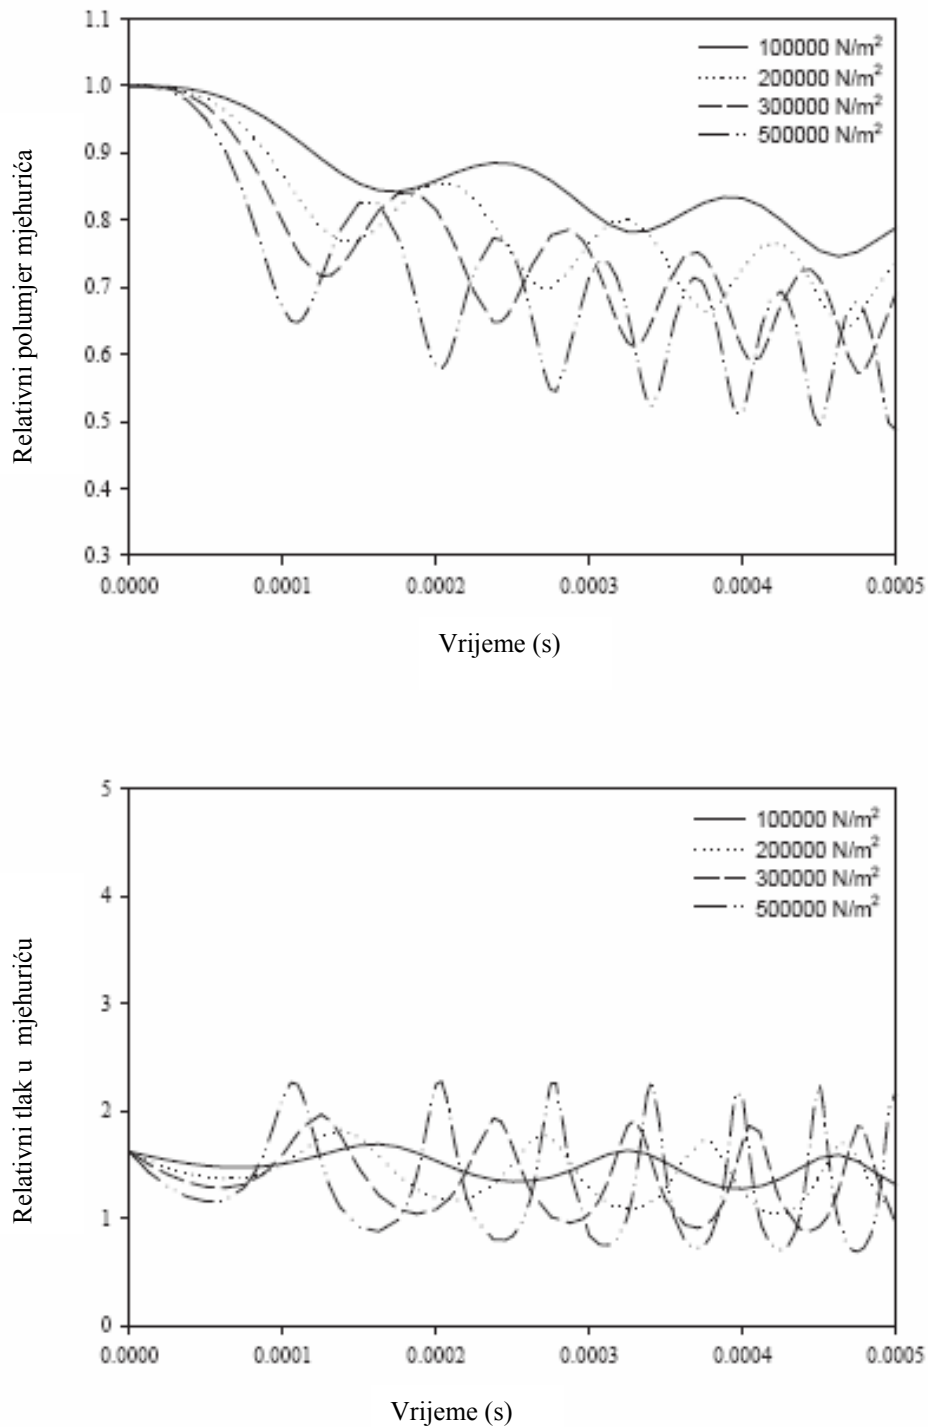 1.1
1.0
0.9
0.8
0.7
0.6
0.5
0.4
0.3
Relativni polumjer mjehurića
100000 N/m²
200000 N/m²
300000 N/m²
500000 N/m²
0.0000 0.0001 0.0002 0.0003 0.0004 0.0005
Vrijeme (s)
5
4
3
2
1
0
Relativni tlak u mjehuriću
100000 N/m²
200000 N/m²
300000 N/m²
500000 N/m²
0.0000 0.0001 0.0002 0.0003 0.0004 0.0005
Vrijeme (s)